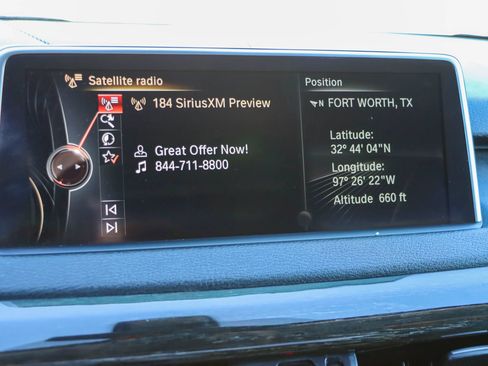 Satellite radio
184 SiriusXM Preview
Great Offer Now!
844-711-8800
Position
N FORT WORTH, TX
Latitude:
32° 44' 04"N
Longitude:
97° 26' 22"W
Altitude 660 ft